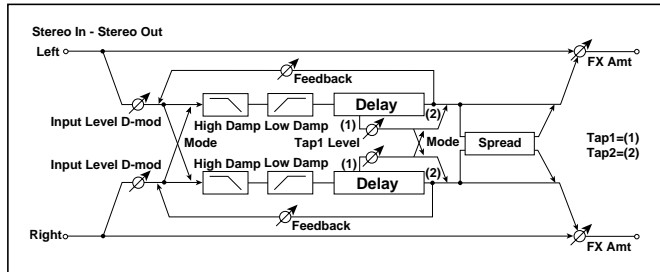 Stereo In - Stereo Out
Left
FX Amt
Feedback
Input Level D-mod
High Damp Low Damp
Delay
(1)
(2)
Tap1 Level
Mode
Mode
Spread
Tap1=(1)
Tap2=(2)
Input Level D-mod
High Damp Low Damp
(1)
Delay
(2)
Feedback
Right
FX Amt